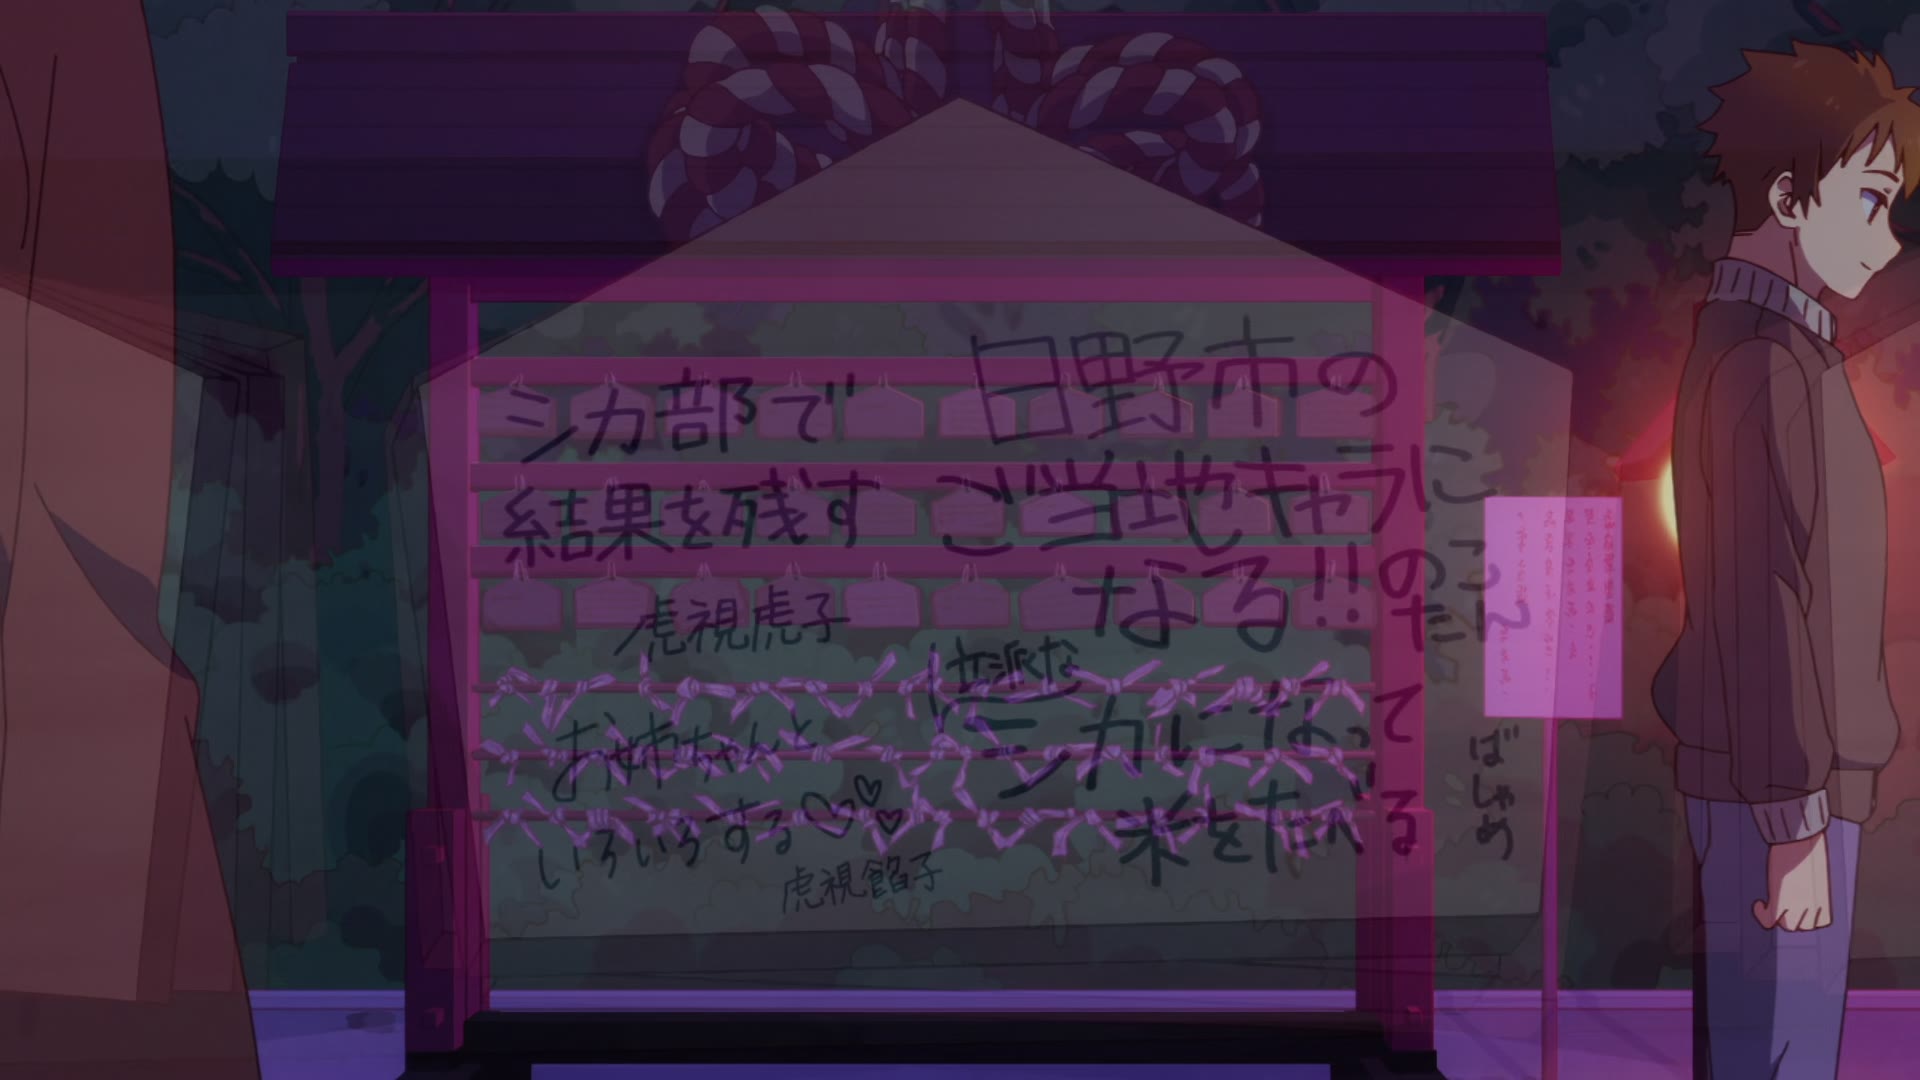 シカ部で
結果を残す
虎視虎子
お姉ちゃんと
いろいろする♡♡♡
虎視餡子
日野市の
ご当地キャラに
なる!!
のこたん
立派な
シカになって
米をたべる
ばしゃめ